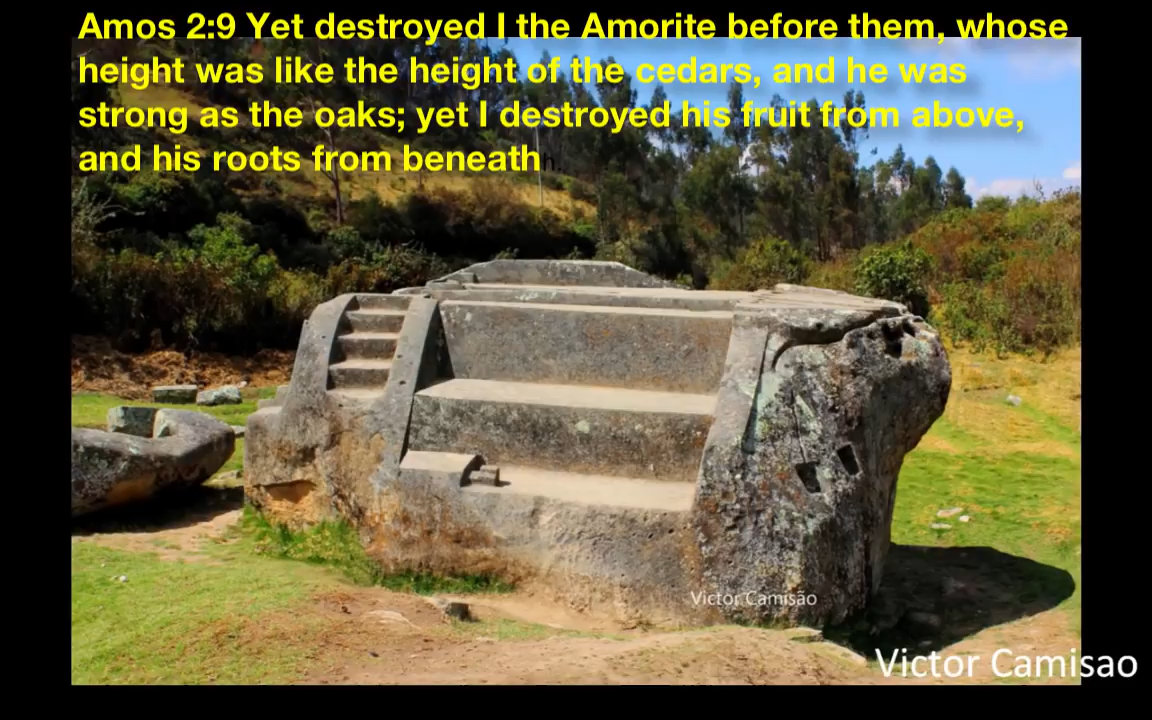 Amos 2:9 Yet destroyed I the Amorite before them, whose
height was like the height of the cedars, and he was
strong as the oaks; yet I destroyed his fruit from above,
and his roots from beneath
Victor Camisão
Victor Camisao